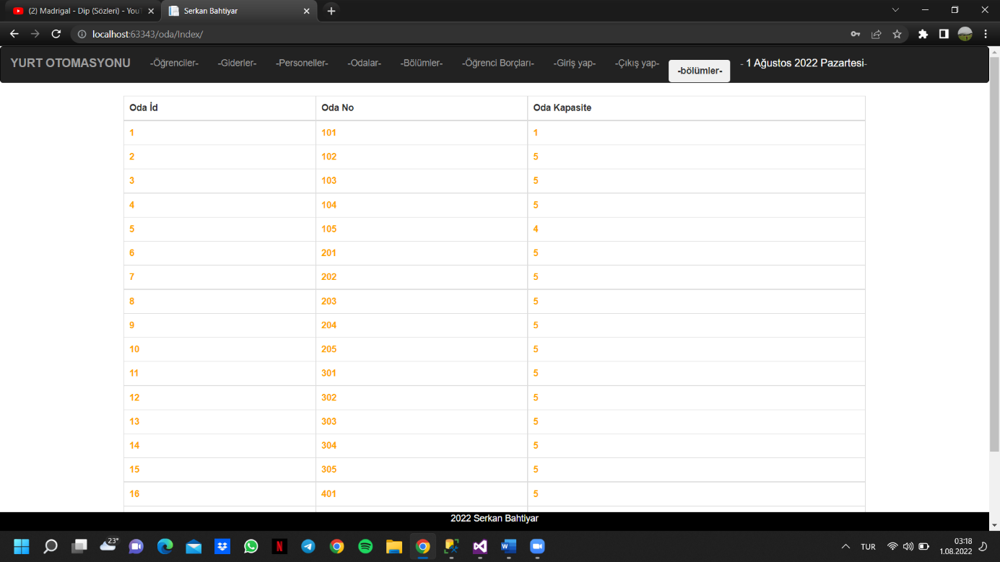 (2) Madrigal - Dip (Sözleri) - You
Serkan Bahtiyar
localhost:63343/oda/Index/
YURT OTOMASYONU -Öğrenciler- -Giderler- -Personeller- -Odalar- -Bölümler- -Öğrenci Borçları- -Giriş yap- -Çıkış yap- -bölümler- - 1 Ağustos 2022 Pazartesi-
Oda İd Oda No Oda Kapasite
1 101 1
2 102 5
3 103 5
4 104 5
5 105 4
6 201 5
7 202 5
8 203 5
9 204 5
10 205 5
11 301 5
12 302 5
13 303 5
14 304 5
15 305 5
16 401 5
2022 Serkan Bahtiyar
23°
N
W
TUR
03:18
1.08.2022